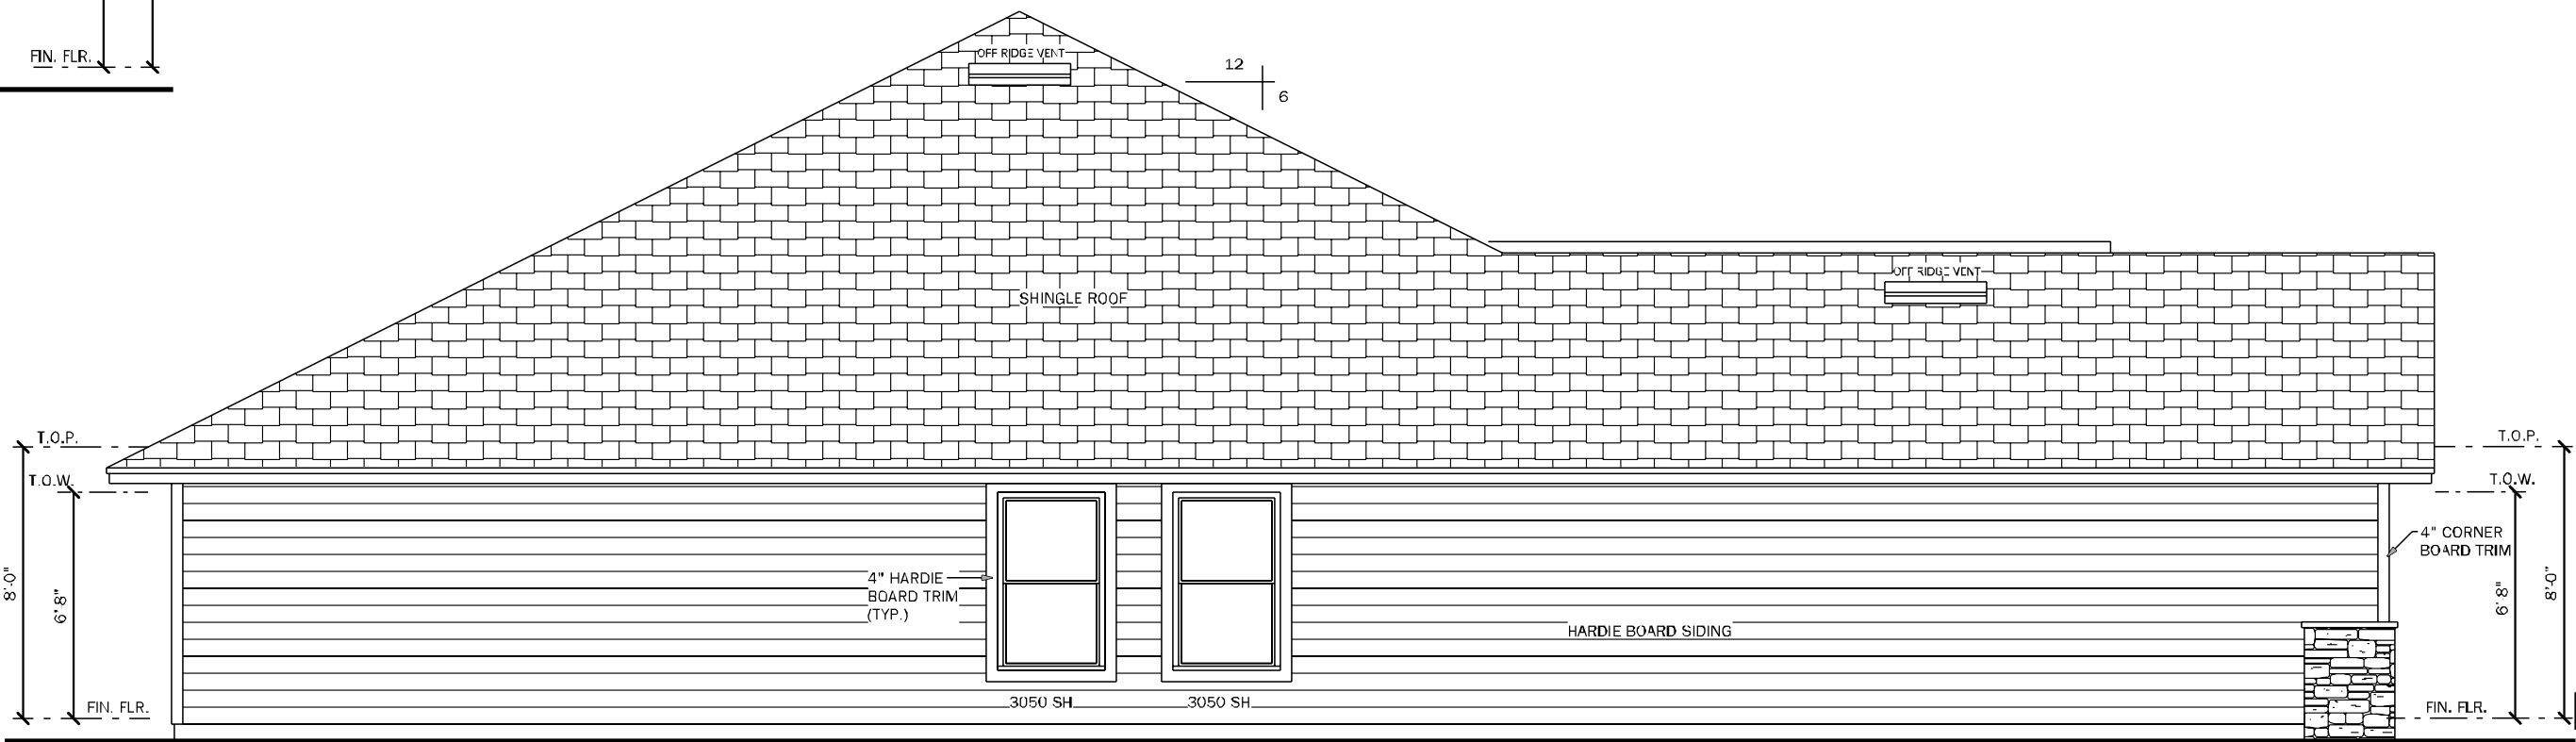 FIN. FLR.
OFF RIDGE VENT
12
6
OFF RIDGE VENT
SHINGLE ROOF
T.O.P.
T.O.P.
T.O.W.
T.O.W.
4" CORNER
BOARD TRIM
8'-0"
6'-8"
4" HARDIE
BOARD TRIM
(TYP.)
6'-8"
8'-0"
HARDIE BOARD SIDING
3050 SH
3050 SH
FIN. FLR.
FIN. FLR.